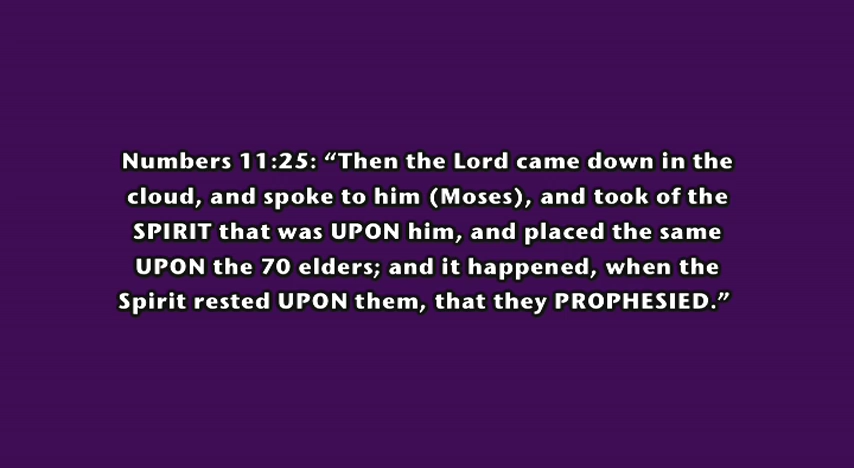 Numbers 11:25: “Then the Lord came down in the
cloud, and spoke to him (Moses), and took of the
SPIRIT that was UPON him, and placed the same
UPON the 70 elders; and it happened, when the
Spirit rested UPON them, that they PROPHESIED.”